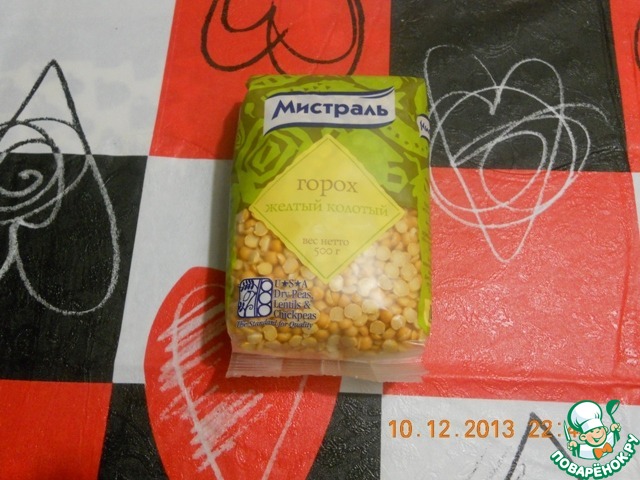 Мистраль
ГОРОХ
ЖЕЛТЫЙ КОЛОТЫЙ
вес нетто
500 г
U★S★A
Dry Peas,
Lentils &
Chickpeas
The Standard for Quality
10.12.2013 22:
ПОВАРЁНОК.РУ